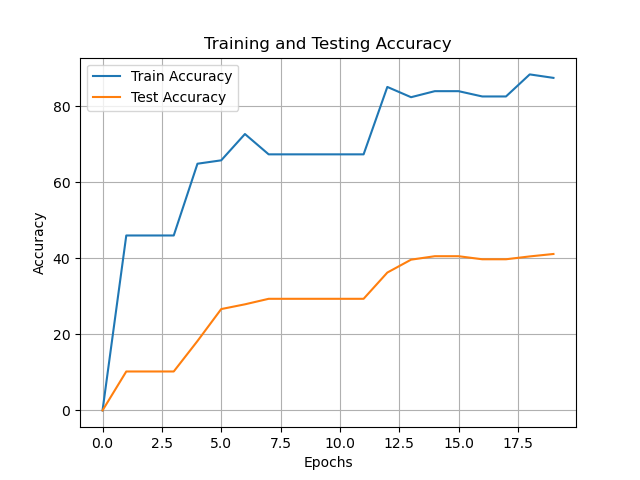 Training and Testing Accuracy
Train Accuracy
Test Accuracy
80
60
40
20
0
Accuracy
0.0 2.5 5.0 7.5 10.0 12.5 15.0 17.5
Epochs